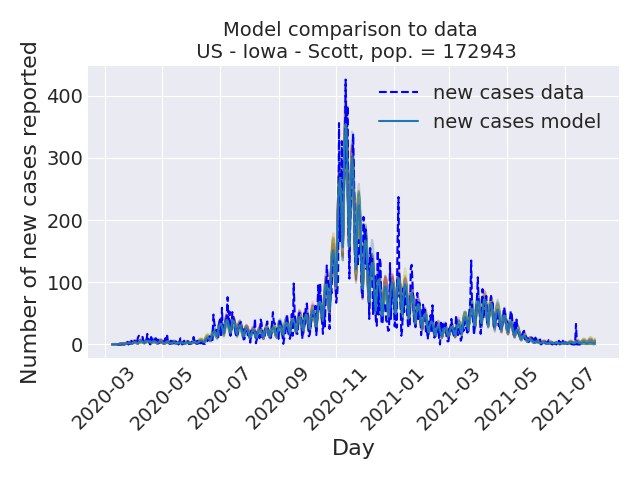 Model comparison to data
US - Iowa - Scott, pop. = 172943
Number of new cases reported
400
300
200
100
0
new cases data
new cases model
2020-03
2020-05
2020-07
2020-09
2020-11
2021-01
2021-03
2021-05
2021-07
Day